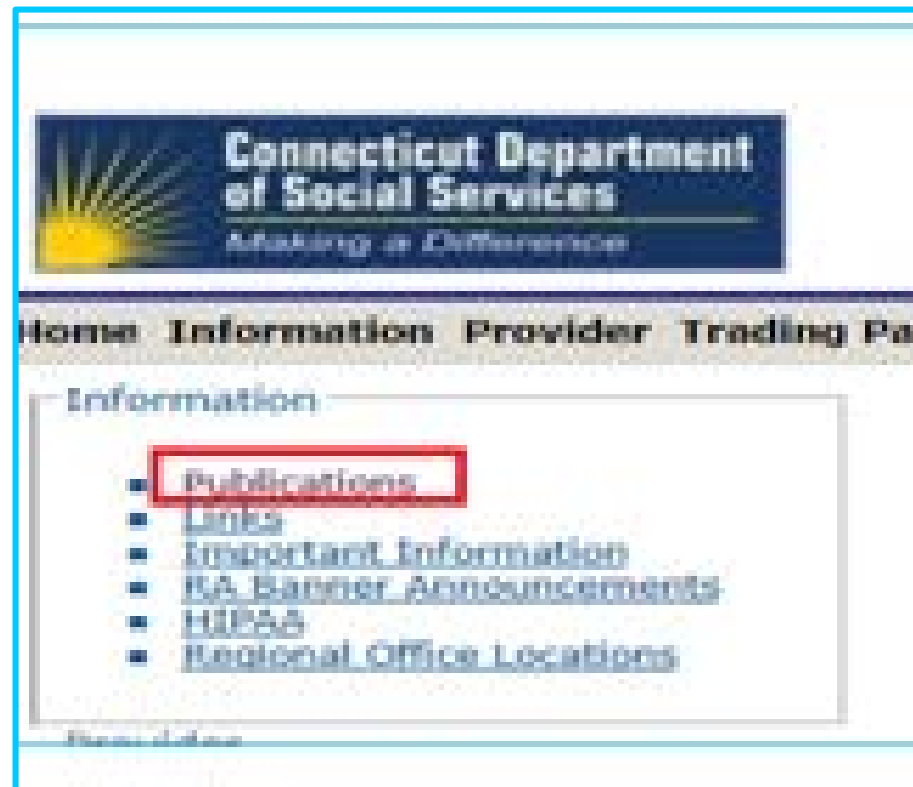 Connecticut Department
of Social Services
Making a Difference
Home Information Provider Trading Pa
Information
Publications
Links
Important Information
RA Banner Announcements
HIPAA
Regional Office Locations